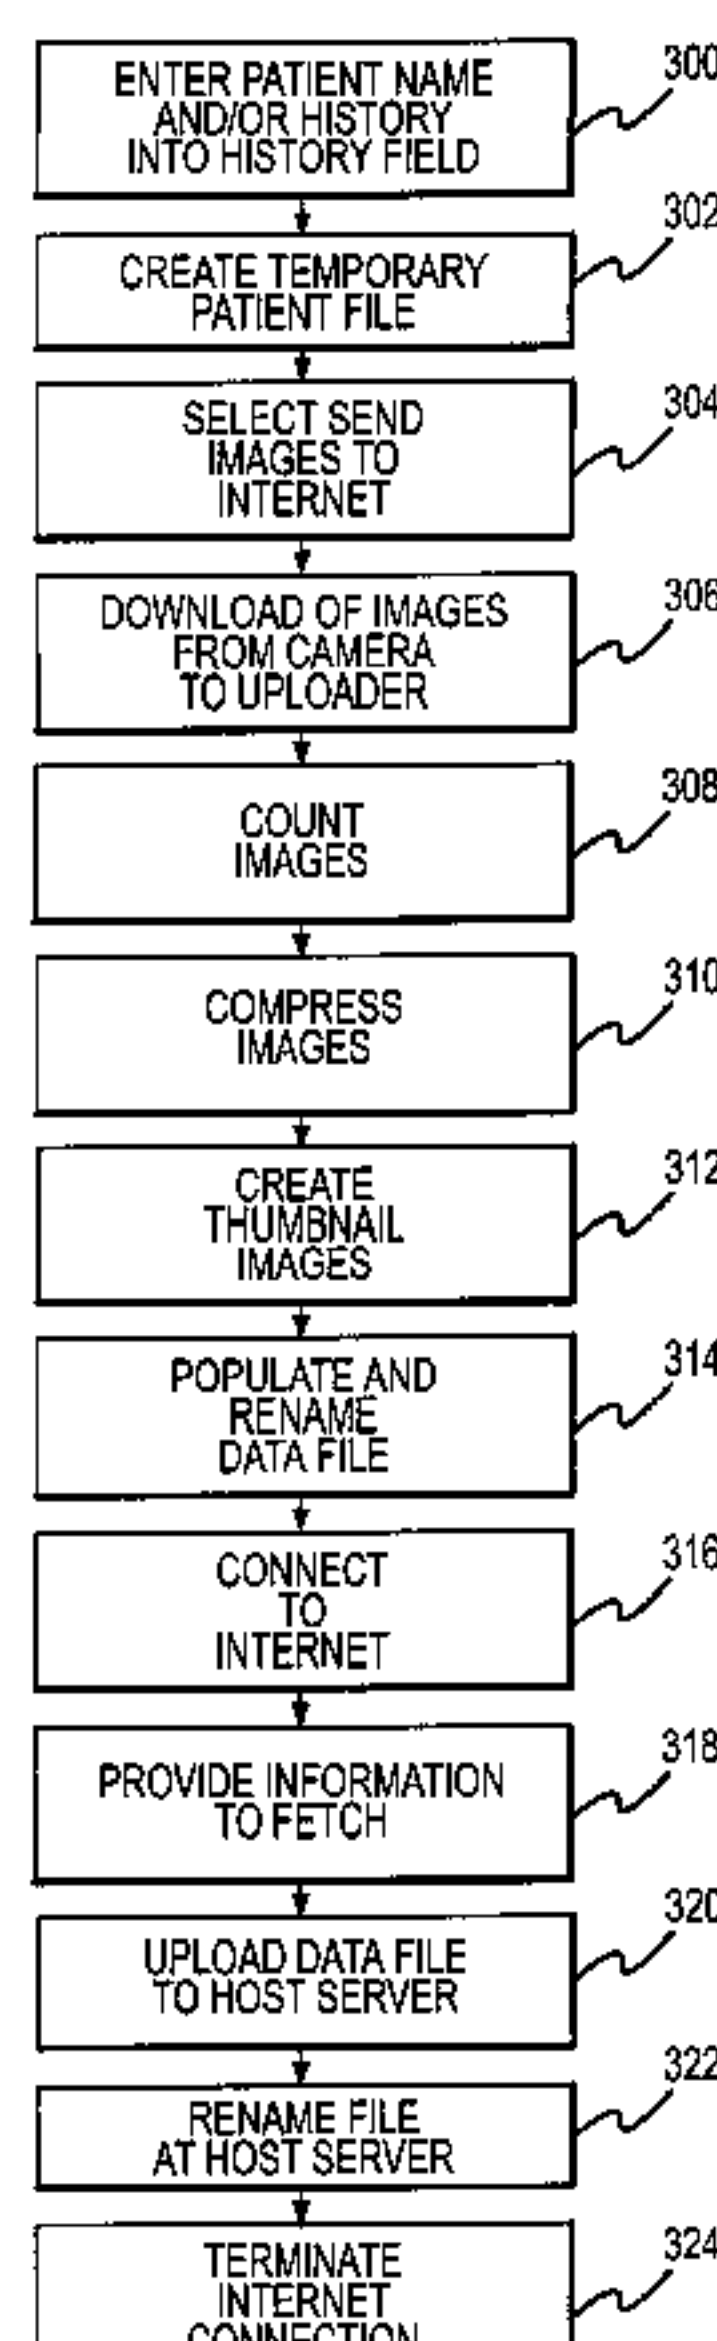 ENTER PATIENT NAME
AND/OR HISTORY
INTO HISTORY FIELD
300
CREATE TEMPORARY
PATIENT FILE
302
SELECT SEND
IMAGES TO
INTERNET
304
DOWNLOAD OF IMAGES
FROM CAMERA
TO UPLOADER
306
COUNT
IMAGES
308
COMPRESS
IMAGES
310
CREATE
THUMBNAIL
IMAGES
312
POPULATE AND
RENAME
DATA FILE
314
CONNECT
TO
INTERNET
316
PROVIDE INFORMATION
TO FETCH
318
UPLOAD DATA FILE
TO HOST SERVER
320
RENAME FILE
AT HOST SERVER
322
TERMINATE
INTERNET
CONNECTION
324